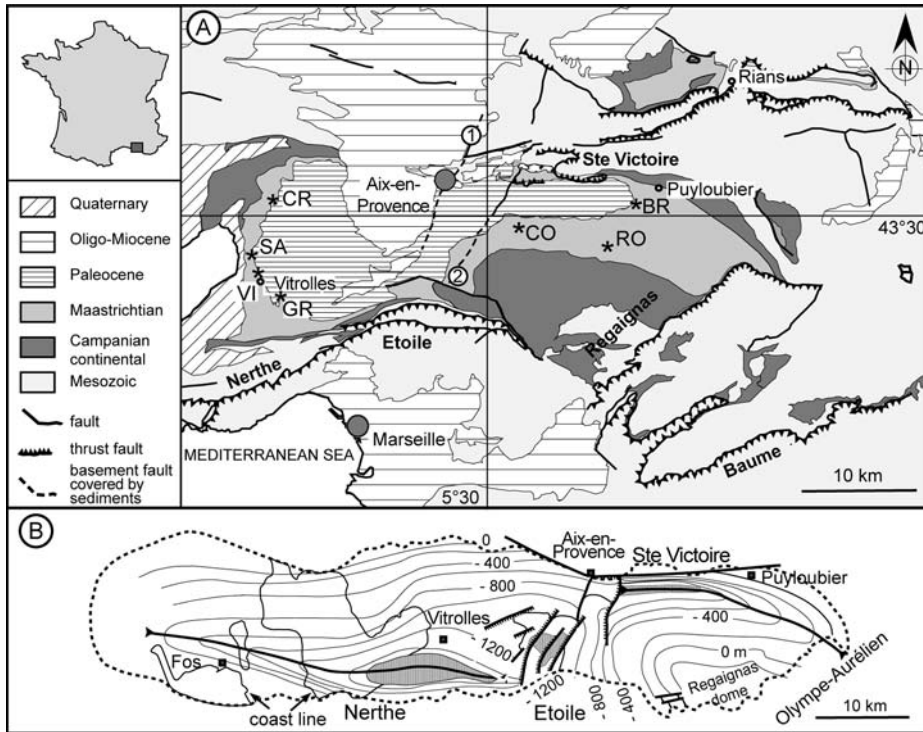 A
N
Rians
1
Ste Victoire
Aix-en-
Provence
Puyloubier
CR
BR
43°30
CO
RO
SA
2
Vitrolles
VI
GR
Regaignas
Etoile
Nerthe
Marseille
MEDITERRANEAN SEA
Baume
5°30
10 km
Quaternary
Oligo-Miocene
Paleocene
Maastrichtian
Campanian
continental
Mesozoic
fault
thrust fault
basement fault
covered by
sediments
B
Aix-en-
Provence
Ste Victoire
Puyloubier
0
- 400
- 800
Vitrolles
- 1200
- 400
0 m
Fos
- 1200
- 800
- 400
Regaignas
dome
Olympe-Aurélien
coast line
Nerthe
Etoile
10 km